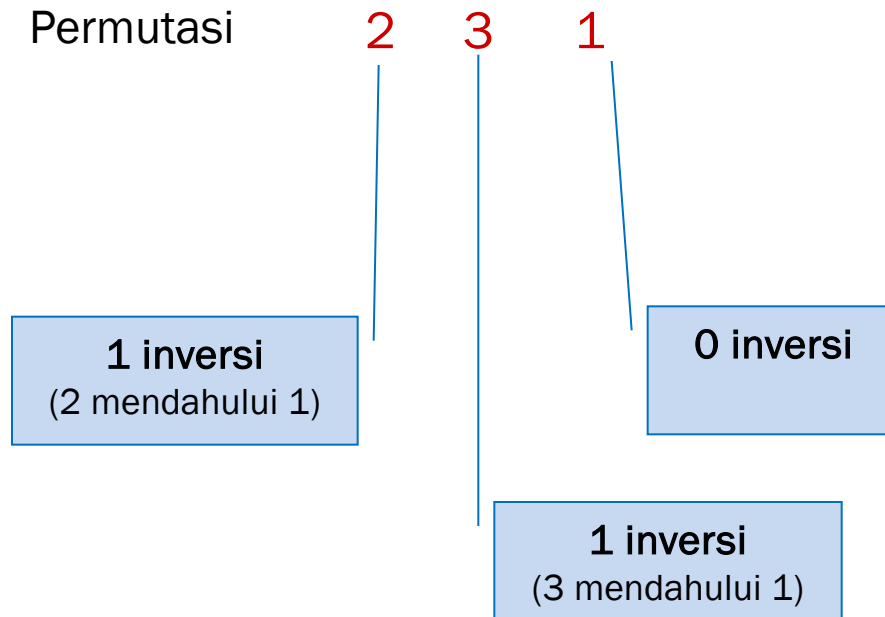 Permutasi 2 3 1
1 inversi
(2 mendahului 1)
0 inversi
1 inversi
(3 mendahului 1)